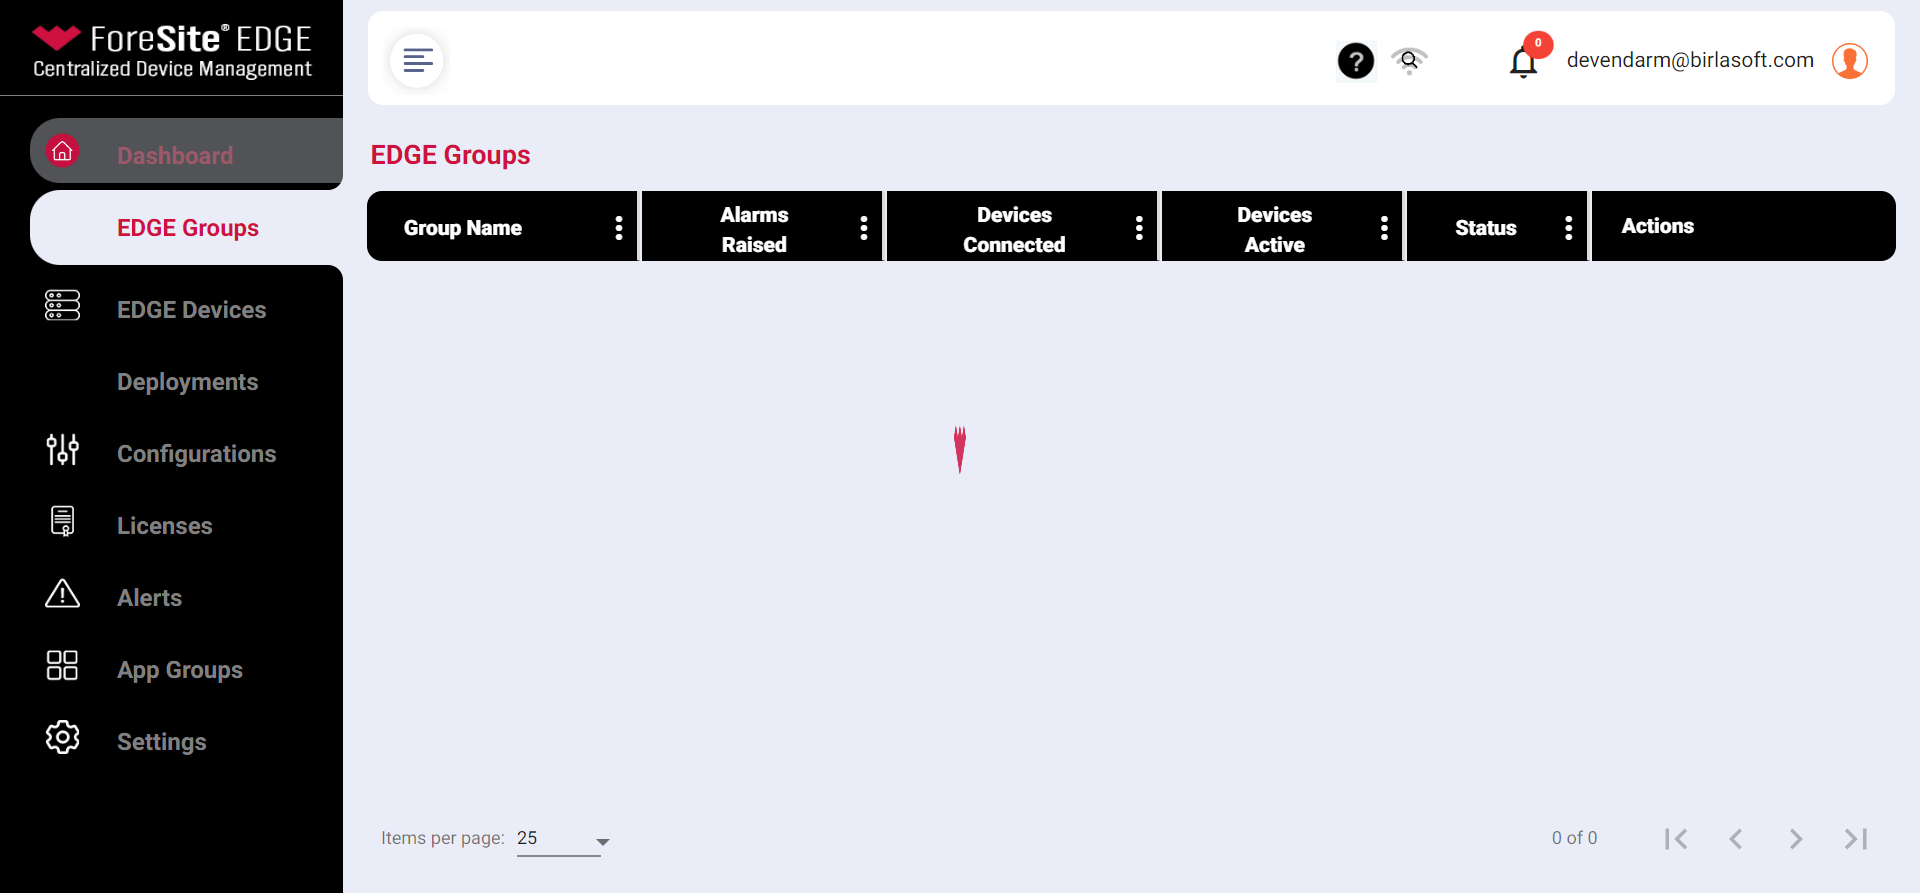 ForeSite® EDGE
Centralized Device Management
?
0
devendarm@birlasoft.com
Dashboard
EDGE Groups
EDGE Devices
Deployments
Configurations
Licenses
Alerts
App Groups
Settings
EDGE Groups
Group Name
Alarms
Raised
Devices
Connected
Devices
Active
Status
Actions
Items per page: 25
0 of 0